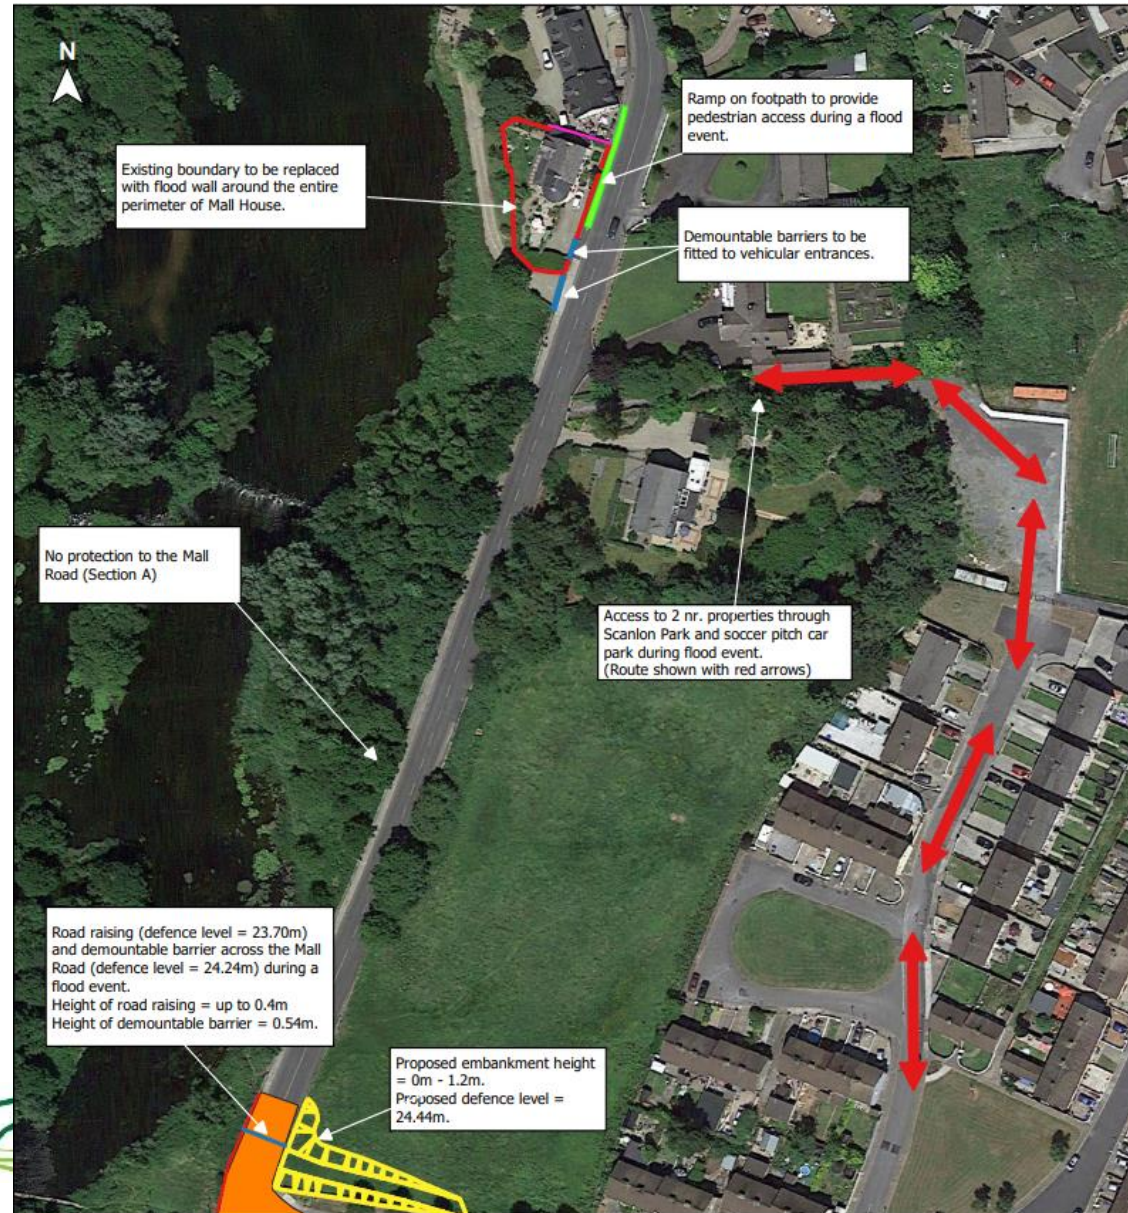 N
Ramp on footpath to provide
pedestrian access during a flood
event.
Existing boundary to be replaced
with flood wall around the entire
perimeter of Mall House.
Demountable barriers to be
fitted to vehicular entrances.
No protection to the Mall
Road (Section A)
Access to 2 nr. properties through
Scanlon Park and soccer pitch car
park during flood event.
(Route shown with red arrows)
Road raising (defence level = 23.70m)
and demountable barrier across the Mall
Road (defence level = 24.24m) during a
flood event.
Height of road raising = up to 0.4m
Height of demountable barrier = 0.54m.
Proposed embankment height
= 0m - 1.2m.
Proposed defence level =
24.44m.